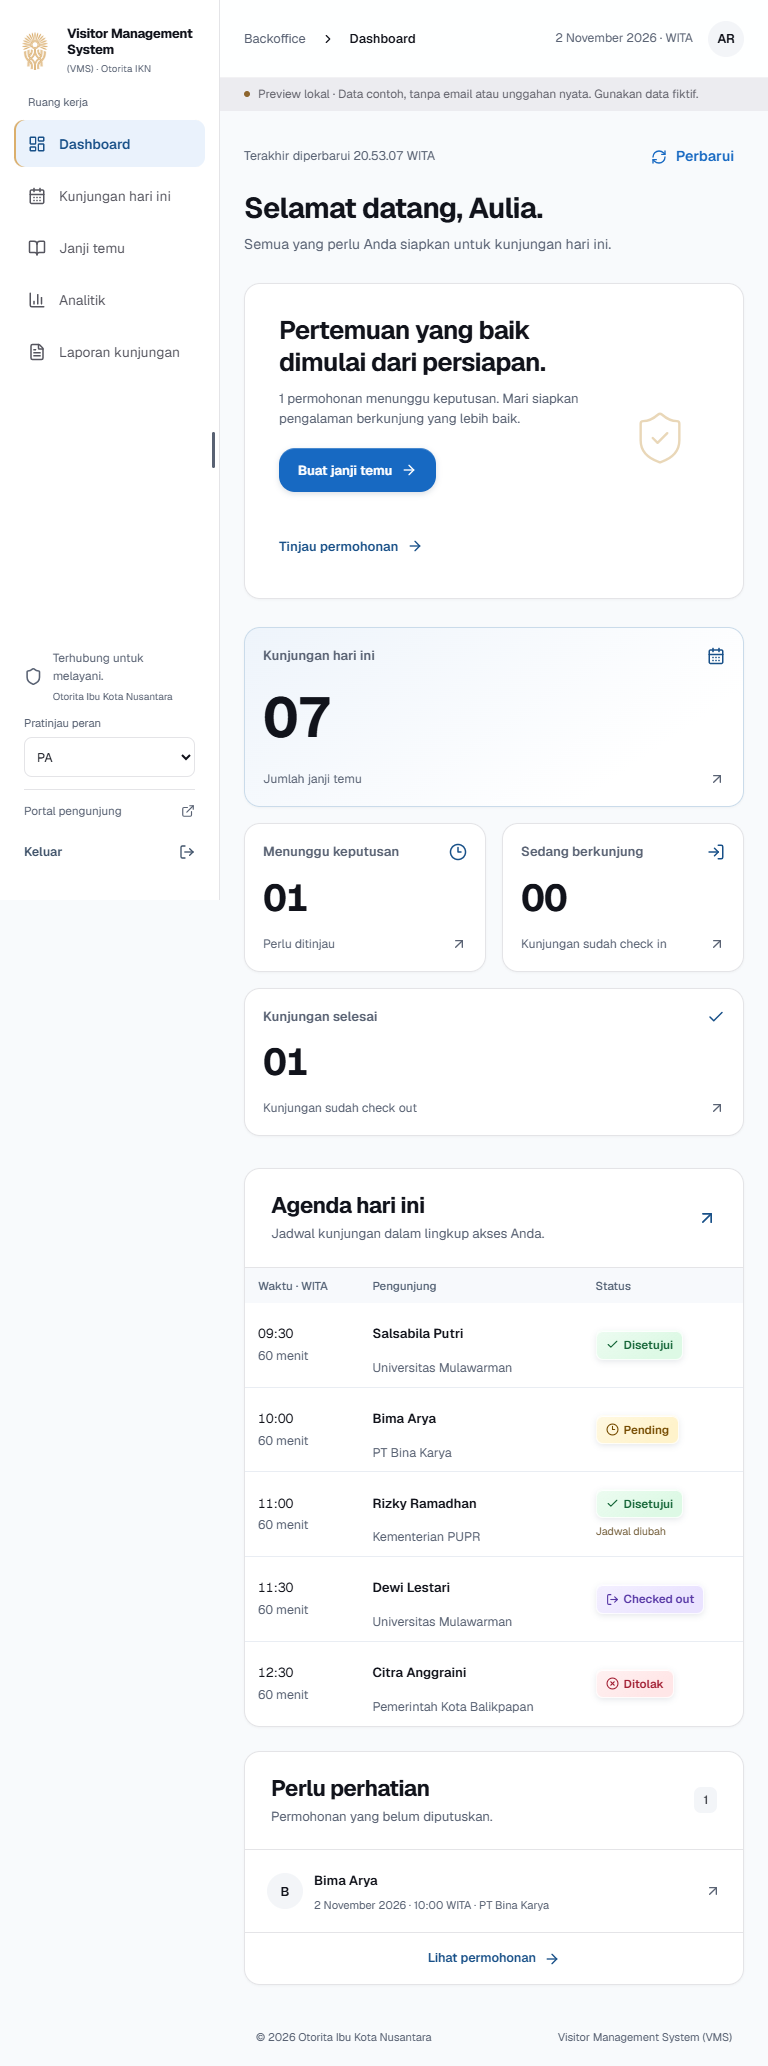 Visitor Management
System
(VMS) · Otorita IKN
Ruang kerja
Dashboard
Kunjungan hari ini
Janji temu
Analitik
Laporan kunjungan
Terhubung untuk
melayani.
Otorita Ibu Kota Nusantara
Pratinjau peran
PA
Portal pengunjung
Keluar
Backoffice > Dashboard
2 November 2026 · WITA
AR
Preview lokal · Data contoh, tanpa email atau unggahan nyata. Gunakan data fiktif.
Terakhir diperbarui 20.53.07 WITA
Perbarui
Selamat datang, Aulia.
Semua yang perlu Anda siapkan untuk kunjungan hari ini.
Pertemuan yang baik
dimulai dari persiapan.
1 permohonan menunggu keputusan. Mari siapkan
pengalaman berkunjung yang lebih baik.
Buat janji temu
Tinjau permohonan
Kunjungan hari ini
07
Jumlah janji temu
Menunggu keputusan
01
Perlu ditinjau
Sedang berkunjung
00
Kunjungan sudah check in
Kunjungan selesai
01
Kunjungan sudah check out
Agenda hari ini
Jadwal kunjungan dalam lingkup akses Anda.
Waktu · WITA Pengunjung Status
09:30 Salsabila Putri Disetujui
60 menit Universitas Mulawarman
10:00 Bima Arya Pending
60 menit PT Bina Karya
11:00 Rizky Ramadhan Disetujui
60 menit Kementerian PUPR Jadwal diubah
11:30 Dewi Lestari Checked out
60 menit Universitas Mulawarman
12:30 Citra Anggraini Ditolak
60 menit Pemerintah Kota Balikpapan
Perlu perhatian
Permohonan yang belum diputuskan.
1
B
Bima Arya
2 November 2026 · 10:00 WITA · PT Bina Karya
Lihat permohonan
© 2026 Otorita Ibu Kota Nusantara
Visitor Management System (VMS)